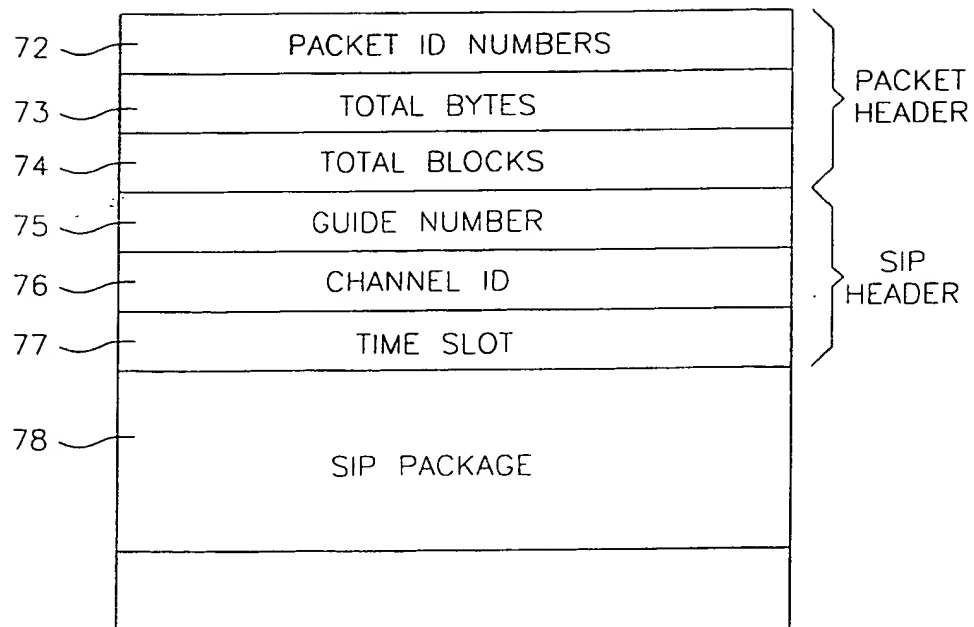 72 PACKET ID NUMBERS
73 TOTAL BYTES
74 TOTAL BLOCKS
PACKET
HEADER
75 GUIDE NUMBER
76 CHANNEL ID
77 TIME SLOT
SIP
HEADER
78 SIP PACKAGE